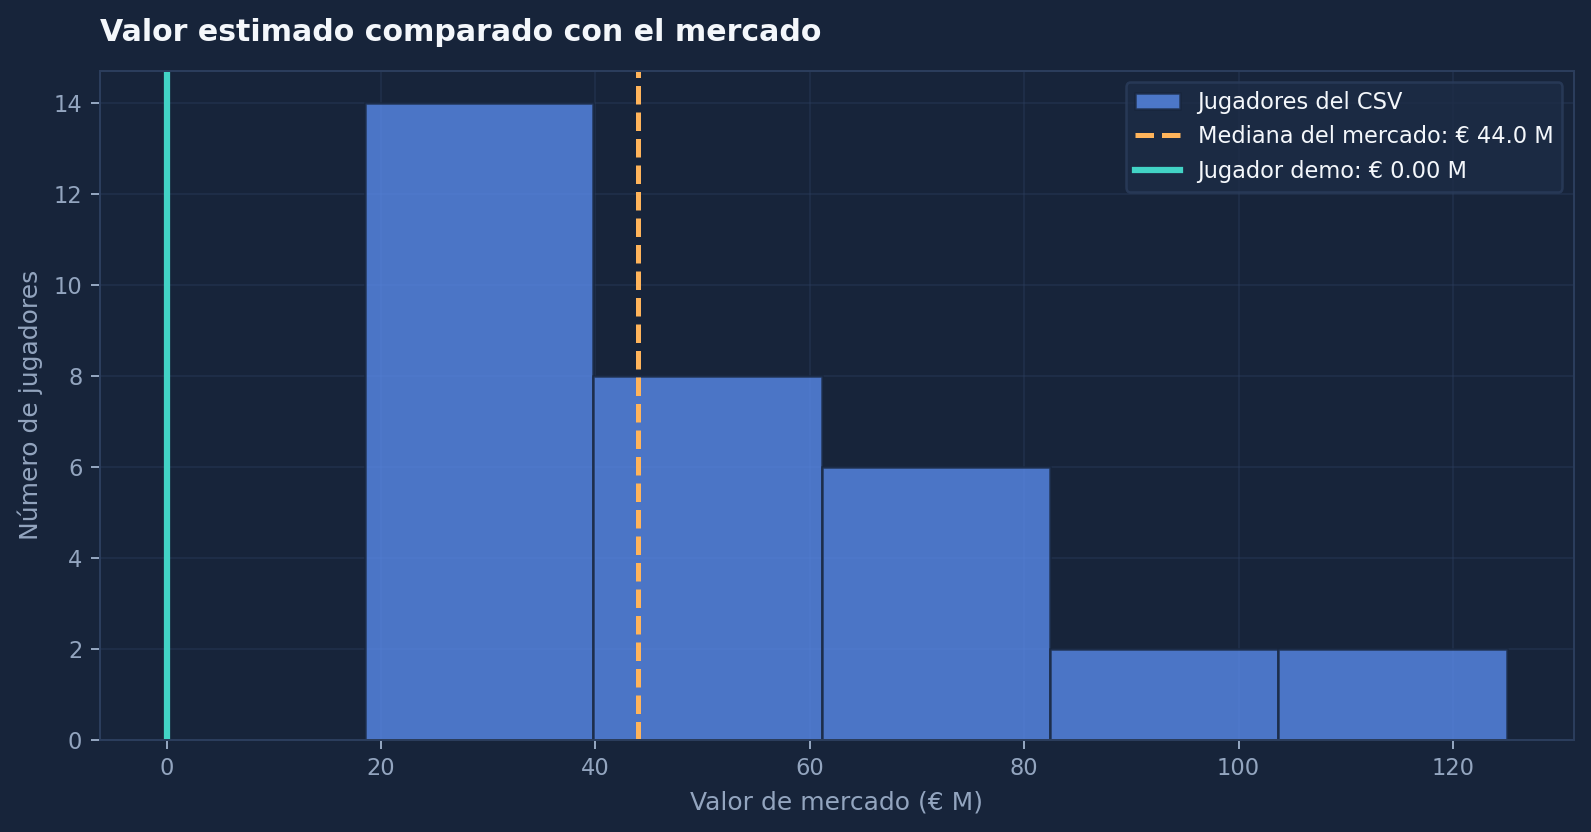 Valor estimado comparado con el mercado
Jugadores del CSV
Mediana del mercado: € 44.0 M
Jugador demo: € 0.00 M
Número de jugadores
14
12
10
8
6
4
2
0
0 20 40 60 80 100 120
Valor de mercado (€ M)